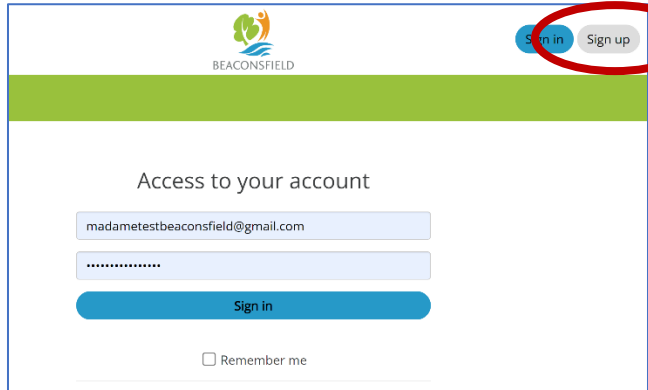 Sign in Sign up
BEACONSFIELD
Access to your account
madametestbeaconsfield@gmail.com
••••••••••••••••
Sign in
Remember me